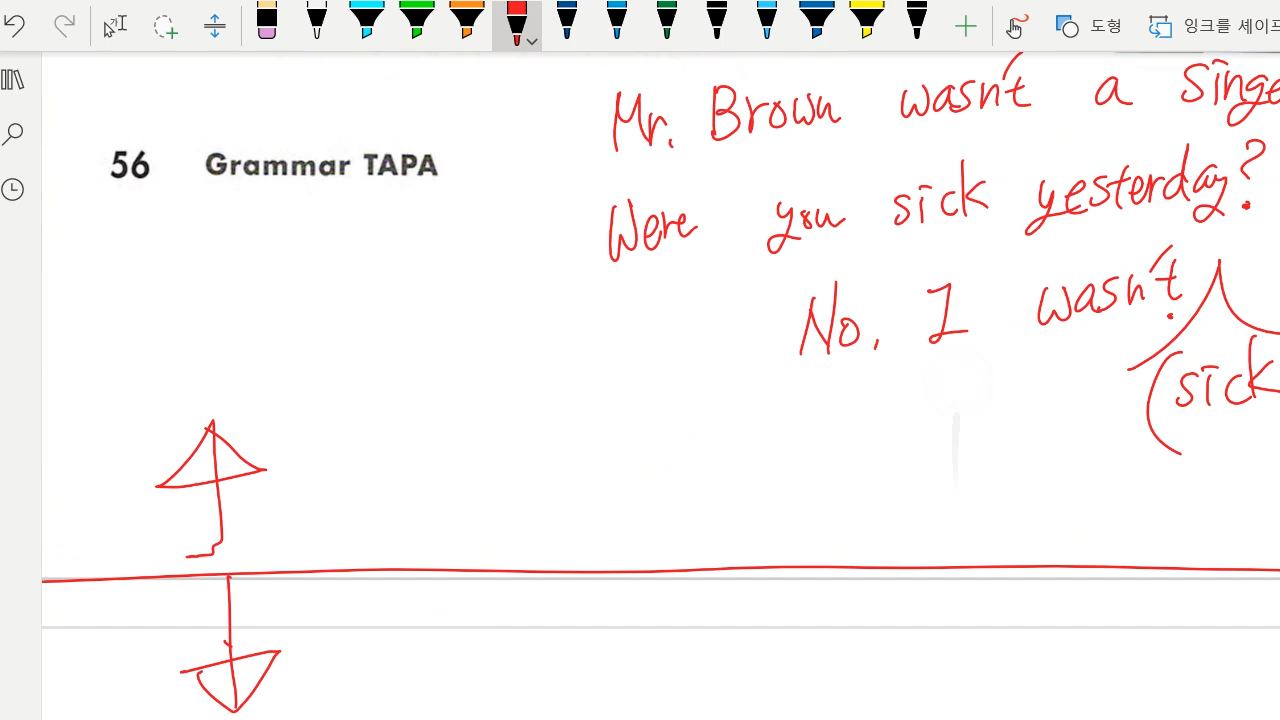 도형
잉크를 셰이프
Mr. Brown wasn't a singe
56 Grammar TAPA
Were you sick yesterday?
No, I wasn't
(sick